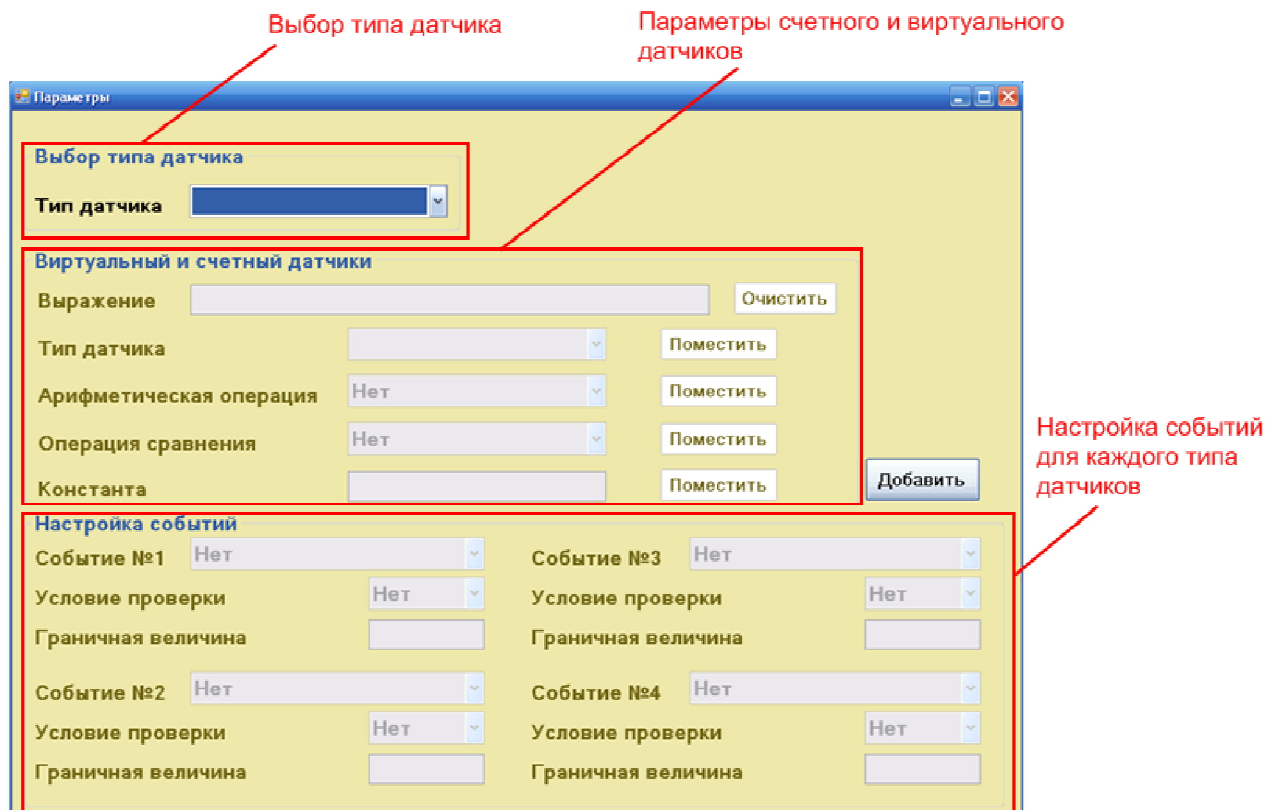 Выбор типа датчика
Параметры счетного и виртуального
датчиков
Параметры
Выбор типа датчика
Тип датчика
Виртуальный и счетный датчики
Выражение
Очистить
Тип датчика
Поместить
Арифметическая операция Нет Поместить
Операция сравнения Нет Поместить
Константа Поместить
Добавить
Настройка событий
для каждого типа
датчиков
Настройка событий
Событие №1 Нет Событие №3 Нет
Условие проверки Нет Условие проверки Нет
Граничная величина Граничная величина
Событие №2 Нет Событие №4 Нет
Условие проверки Нет Условие проверки Нет
Граничная величина Граничная величина